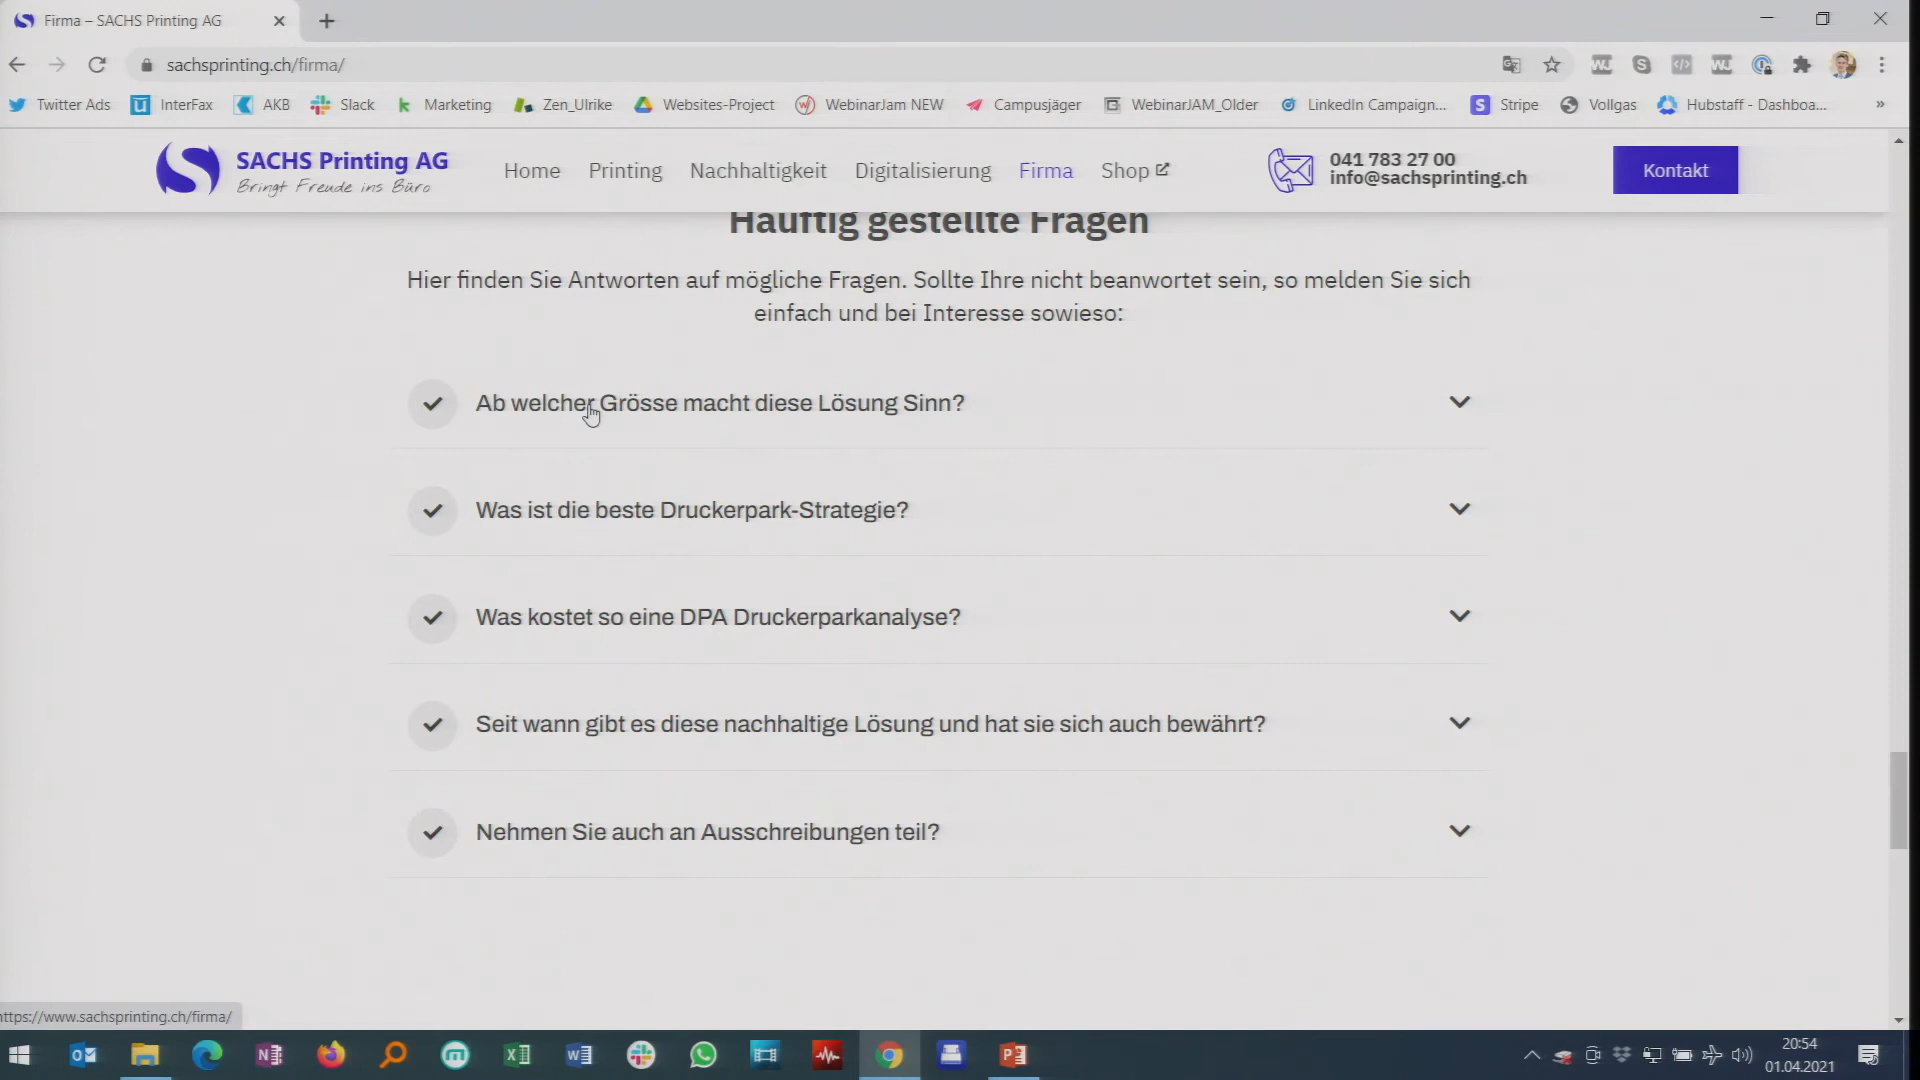 Firma – SACHS Printing AG
sachsprinting.ch/firma/
Twitter Ads
InterFax
AKB
Slack
Marketing
Zen_Ulrike
Websites-Project
WebinarJam NEW
Campusjäger
WebinarJAM_Older
LinkedIn Campaign...
Stripe
Vollgas
Hubstaff - Dashboa...
»
SACHS Printing AG
Bringt Freude ins Büro
Home
Printing
Nachhaltigkeit
Digitalisierung
Firma
Shop
041 783 27 00
info@sachsprinting.ch
Kontakt
Häuftig gestellte Fragen
Hier finden Sie Antworten auf mögliche Fragen. Sollte Ihre nicht beanwortet sein, so melden Sie sich
einfach und bei Interesse sowieso:
Ab welcher Grösse macht diese Lösung Sinn?
Was ist die beste Druckerpark-Strategie?
Was kostet so eine DPA Druckerparkanalyse?
Seit wann gibt es diese nachhaltige Lösung und hat sie sich auch bewährt?
Nehmen Sie auch an Ausschreibungen teil?
https://www.sachsprinting.ch/firma/
20:54
01.04.2021